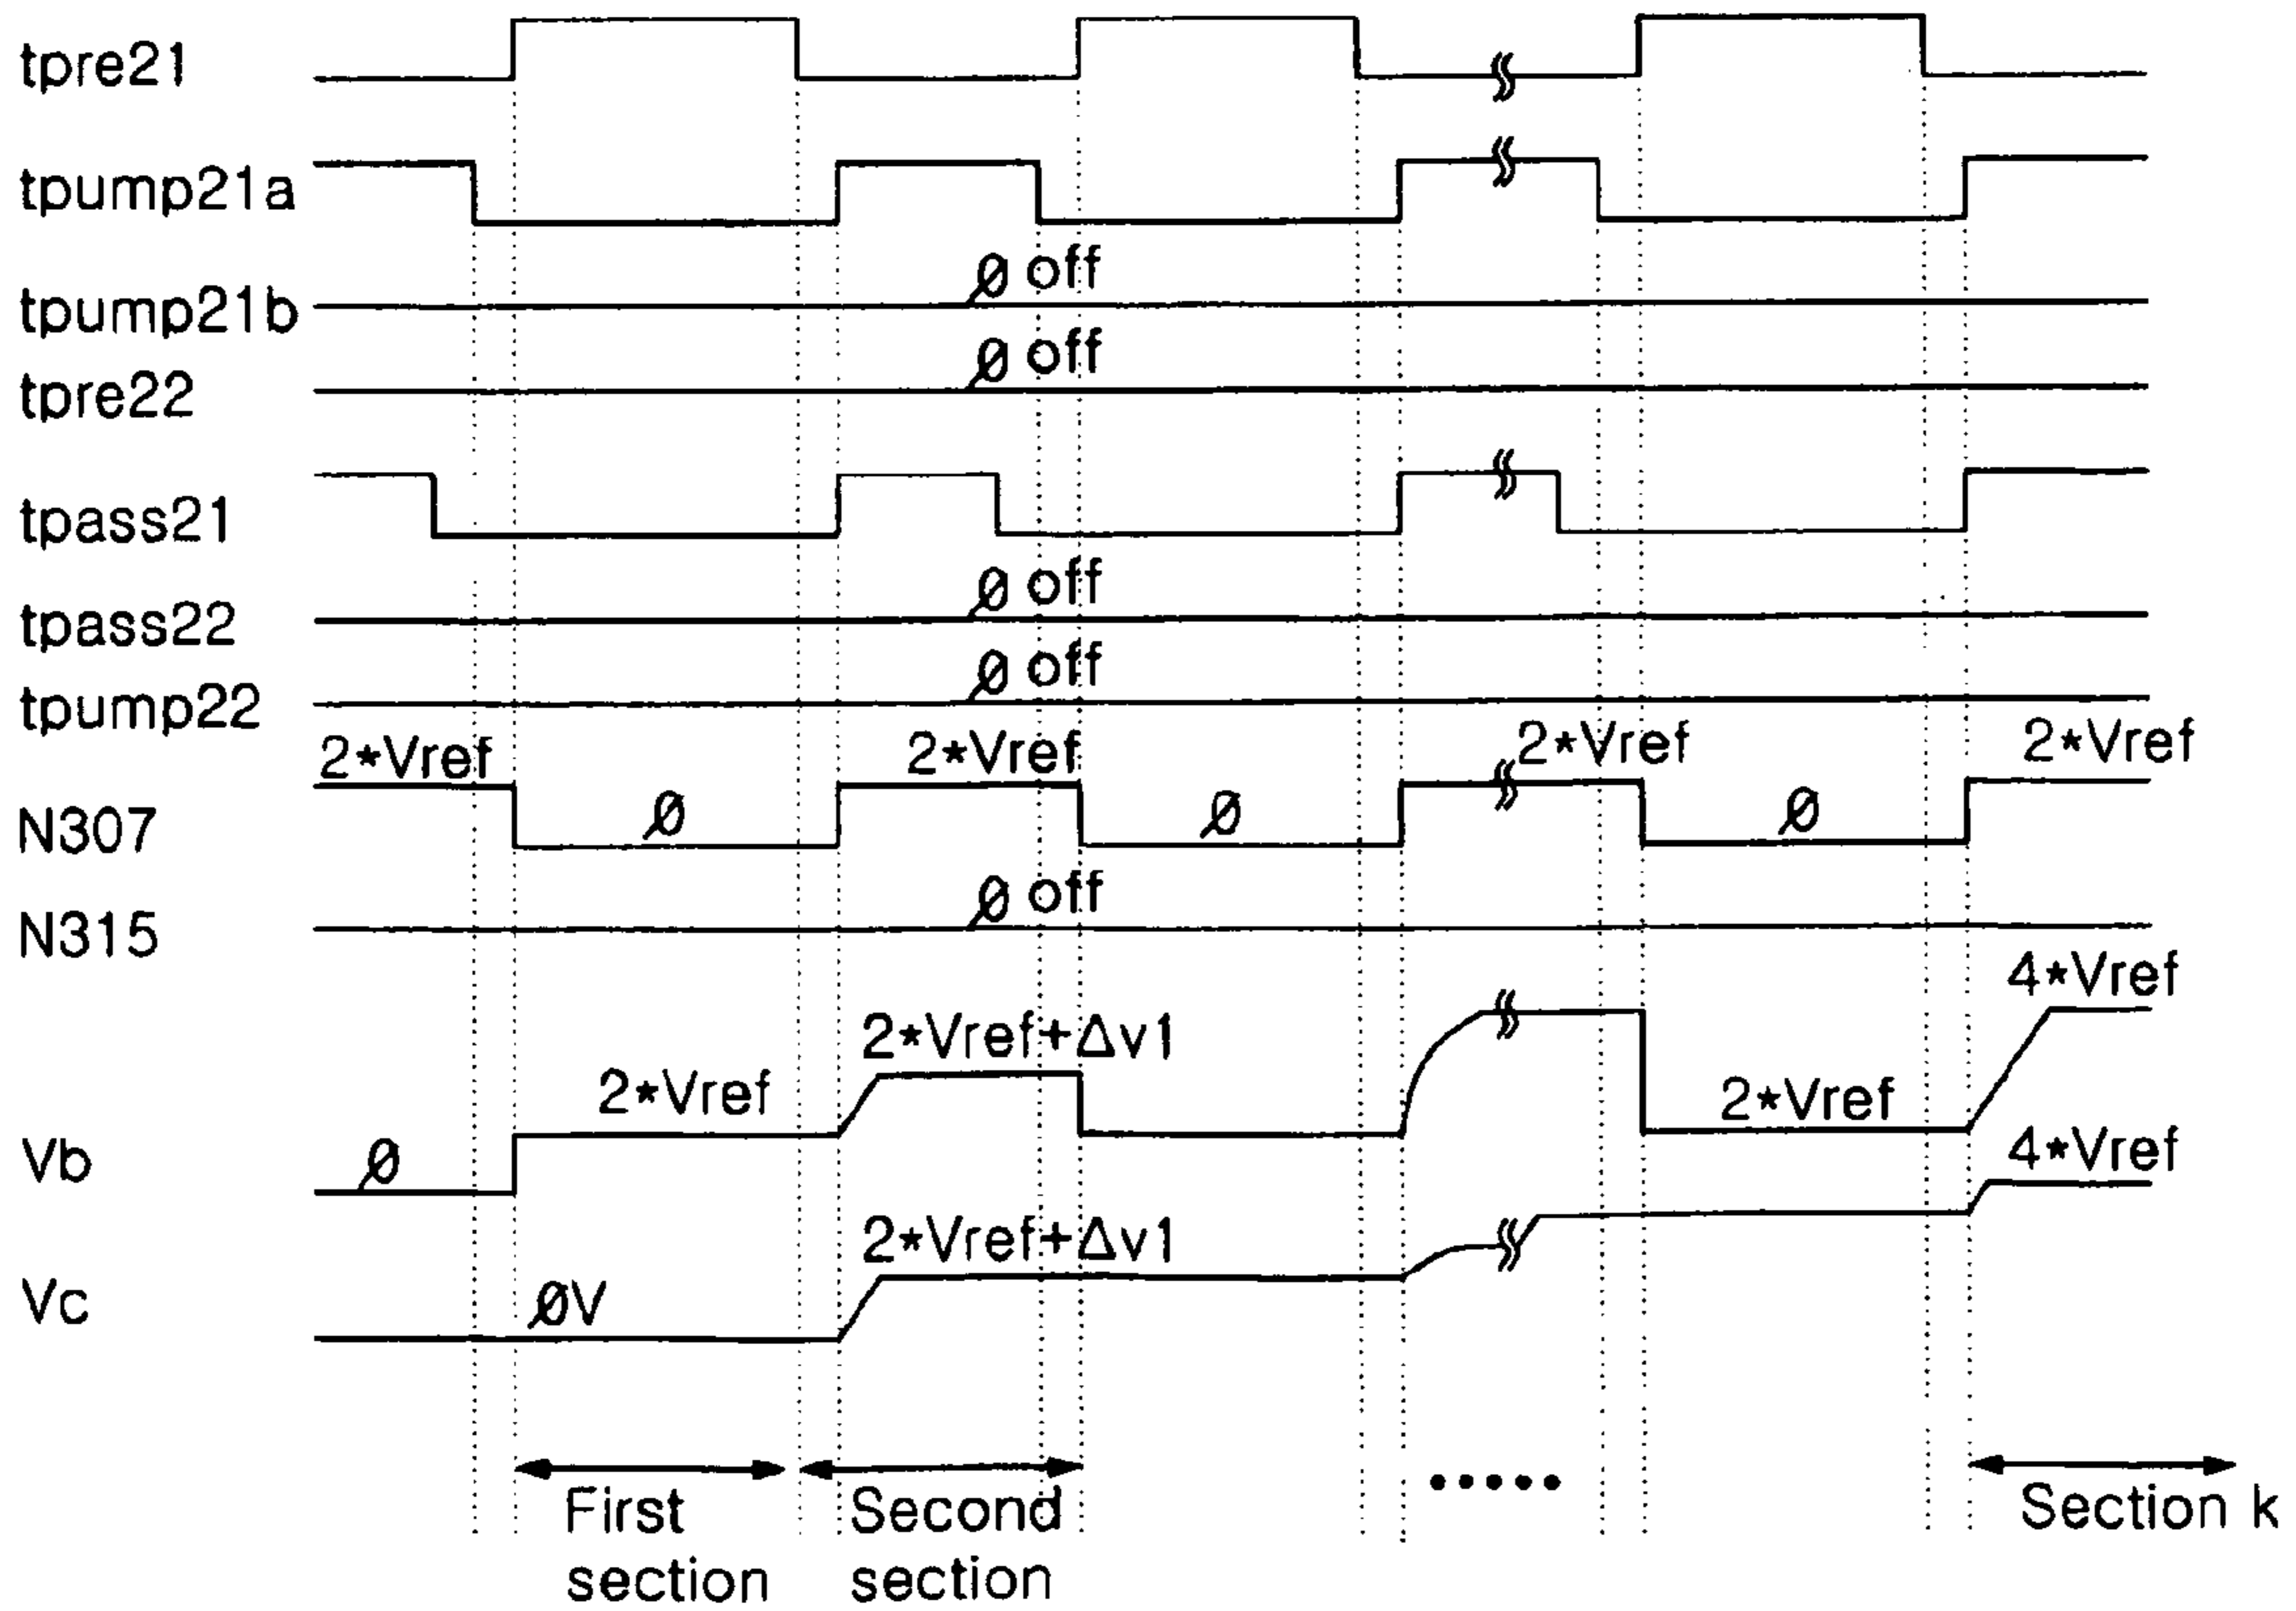 tpre21
tpump21a
Ø off
tpump21b
Ø off
tpre22
tpass21
Ø off
tpass22
Ø off
tpump22
2*Vref 2*Vref 2*Vref 2*Vref
N307 Ø Ø Ø
Ø off
N315
4*Vref
2*Vref+Δv1
2*Vref 2*Vref
Vb Ø 4*Vref
2*Vref+Δv1
Vc ØV
First section
Second section
Section k